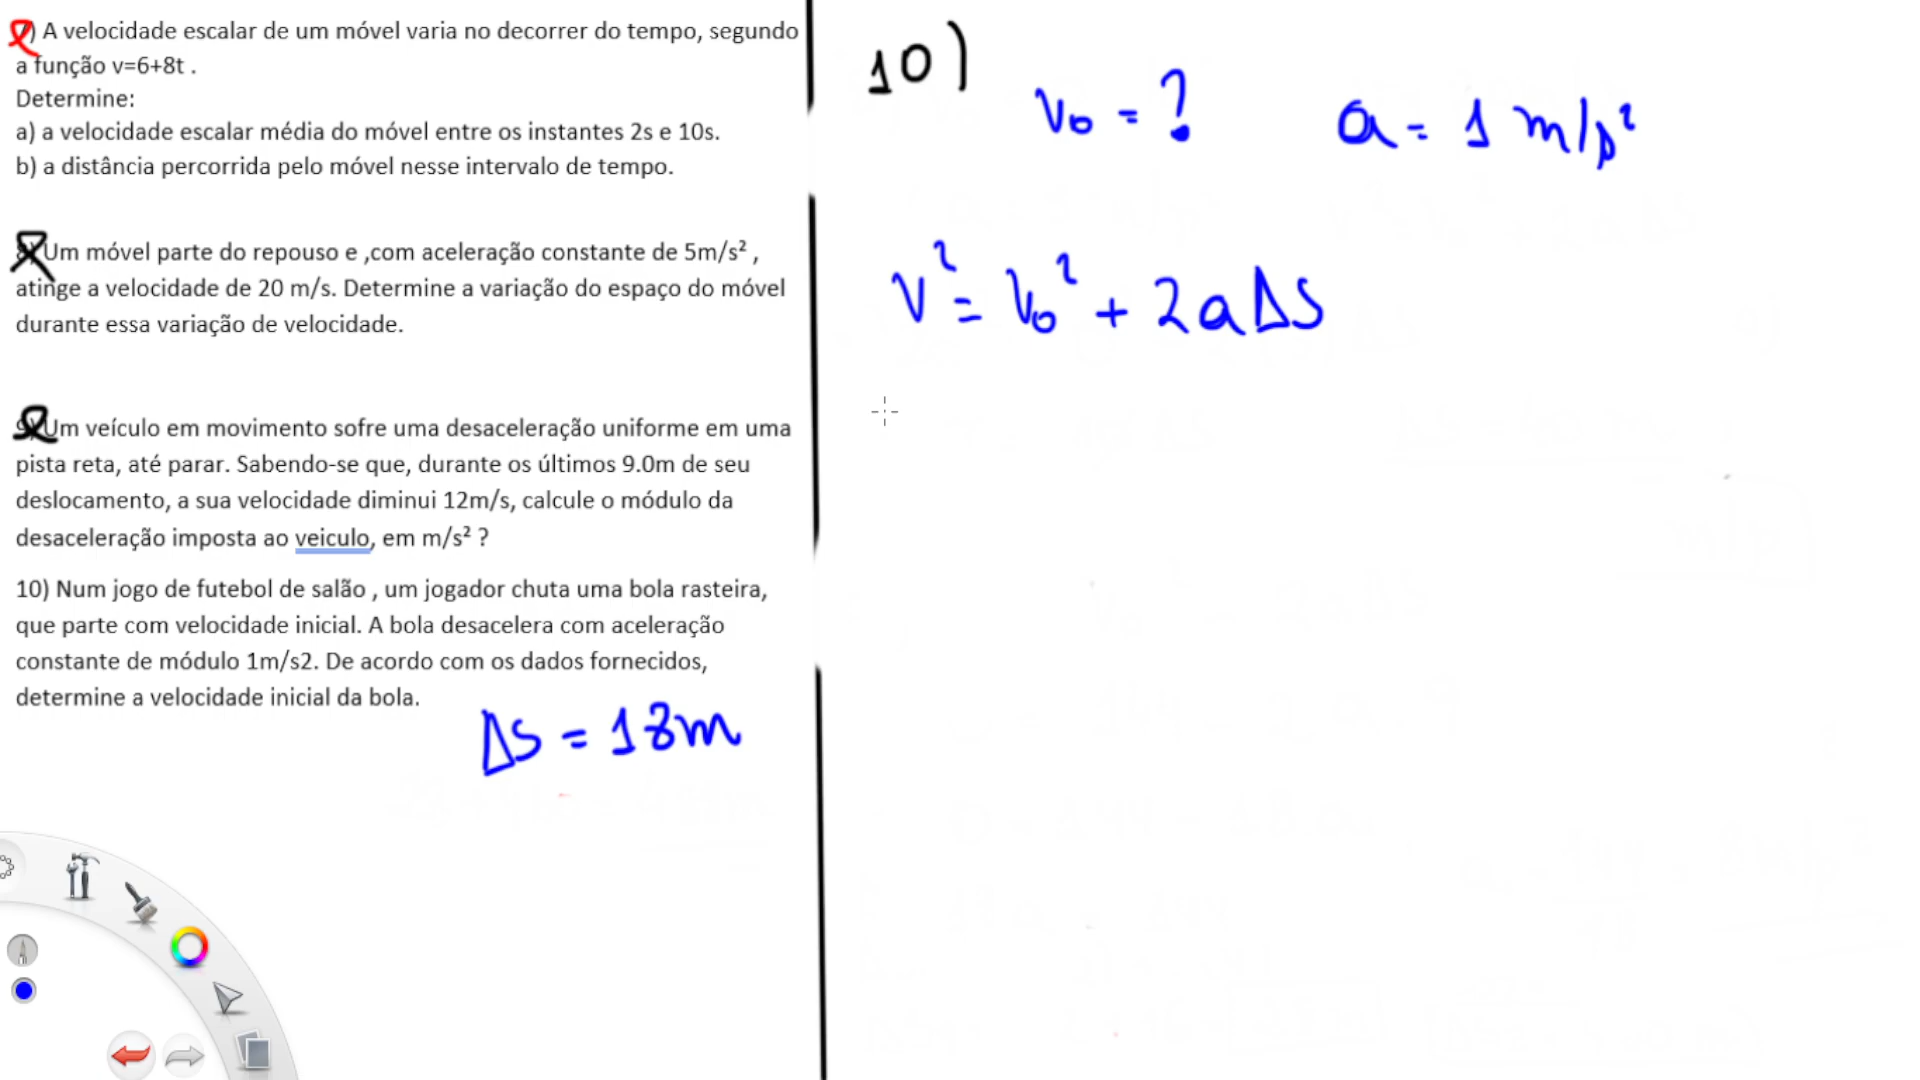 7) A velocidade escalar de um móvel varia no decorrer do tempo, segundo
a função v=6+8t .
Determine:
a) a velocidade escalar média do móvel entre os instantes 2s e 10s.
b) a distância percorrida pelo móvel nesse intervalo de tempo.
8) Um móvel parte do repouso e ,com aceleração constante de 5m/s² ,
atinge a velocidade de 20 m/s. Determine a variação do espaço do móvel
durante essa variação de velocidade.
9) Um veículo em movimento sofre uma desaceleração uniforme em uma
pista reta, até parar. Sabendo-se que, durante os últimos 9.0m de seu
deslocamento, a sua velocidade diminui 12m/s, calcule o módulo da
desaceleração imposta ao veiculo, em m/s² ?
10) Num jogo de futebol de salão , um jogador chuta uma bola rasteira,
que parte com velocidade inicial. A bola desacelera com aceleração
constante de módulo 1m/s2. De acordo com os dados fornecidos,
determine a velocidade inicial da bola.
ΔS = 18m
10)
V₀ = ? a = 1 m/s²
V² = V₀² + 2aΔS